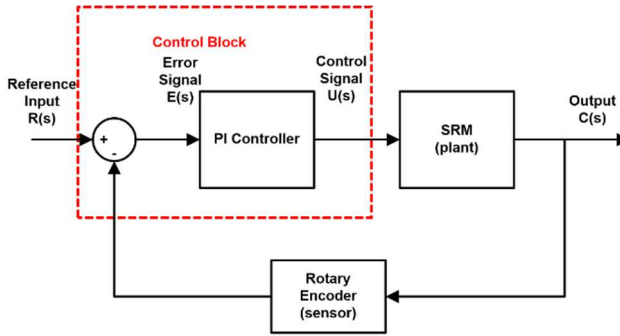 Control Block
Reference
Input
R(s)
Error
Signal
E(s)
Control
Signal
U(s)
Output
C(s)
+
-
PI Controller
SRM
(plant)
Rotary
Encoder
(sensor)